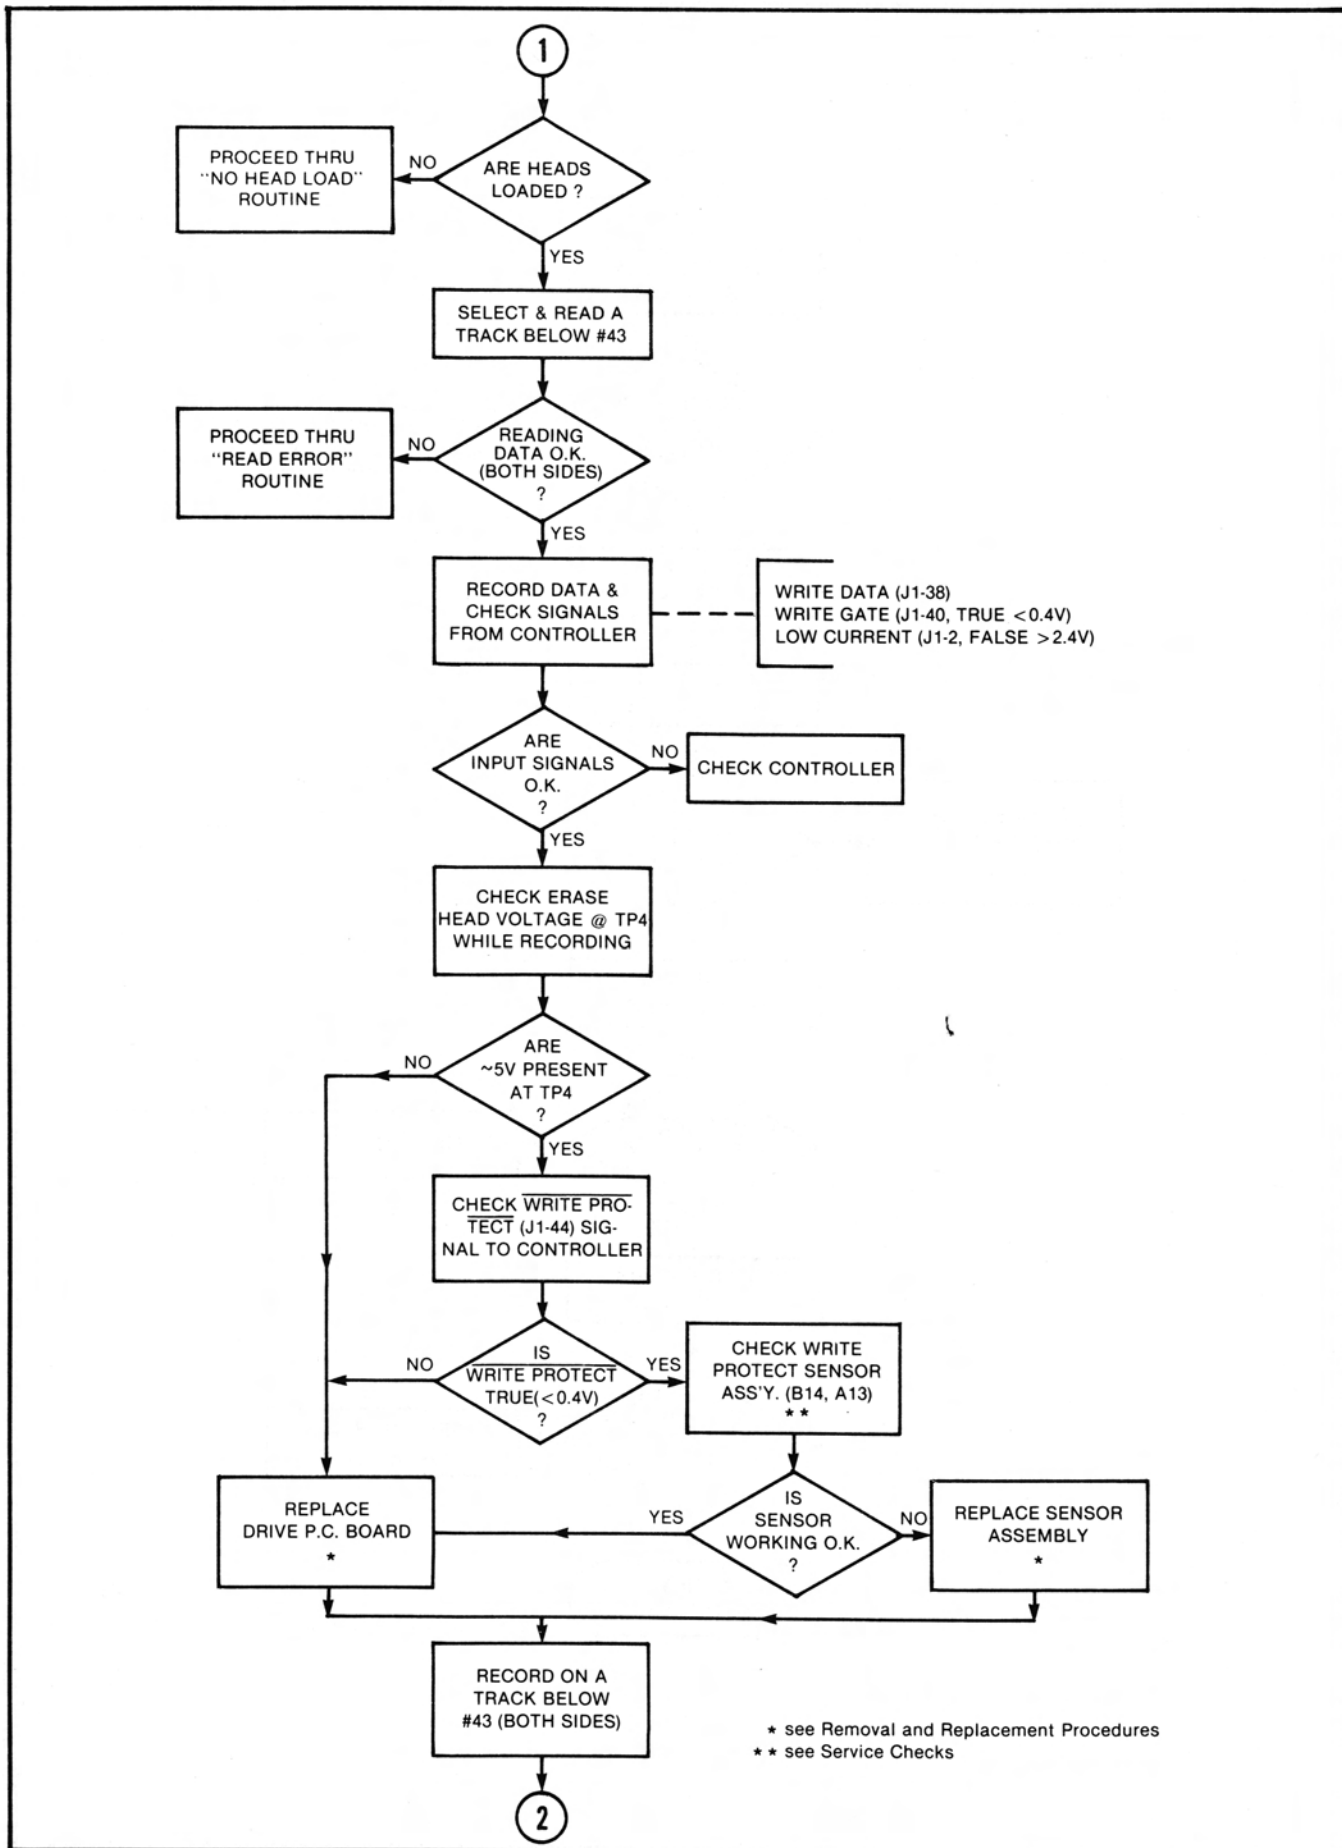 1
ARE HEADS
LOADED ?
NO
PROCEED THRU
"NO HEAD LOAD"
ROUTINE
YES
SELECT & READ A
TRACK BELOW #43
READING
DATA O.K.
(BOTH SIDES)
?
NO
PROCEED THRU
"READ ERROR"
ROUTINE
YES
RECORD DATA &
CHECK SIGNALS
FROM CONTROLLER
WRITE DATA (J1-38)
WRITE GATE (J1-40, TRUE <0.4V)
LOW CURRENT (J1-2, FALSE >2.4V)
ARE
INPUT SIGNALS
O.K.
?
NO
CHECK CONTROLLER
YES
CHECK ERASE
HEAD VOLTAGE @ TP4
WHILE RECORDING
ARE
~5V PRESENT
AT TP4
?
NO
YES
CHECK WRITE PRO-
TECT (J1-44) SIG-
NAL TO CONTROLLER
IS
WRITE PROTECT
TRUE(<0.4V)
?
NO
YES
CHECK WRITE
PROTECT SENSOR
ASS'Y. (B14, A13)
* *
IS
SENSOR
WORKING O.K.
?
YES
NO
REPLACE
DRIVE P.C. BOARD
*
REPLACE SENSOR
ASSEMBLY
*
RECORD ON A
TRACK BELOW
#43 (BOTH SIDES)
* see Removal and Replacement Procedures
* * see Service Checks
2